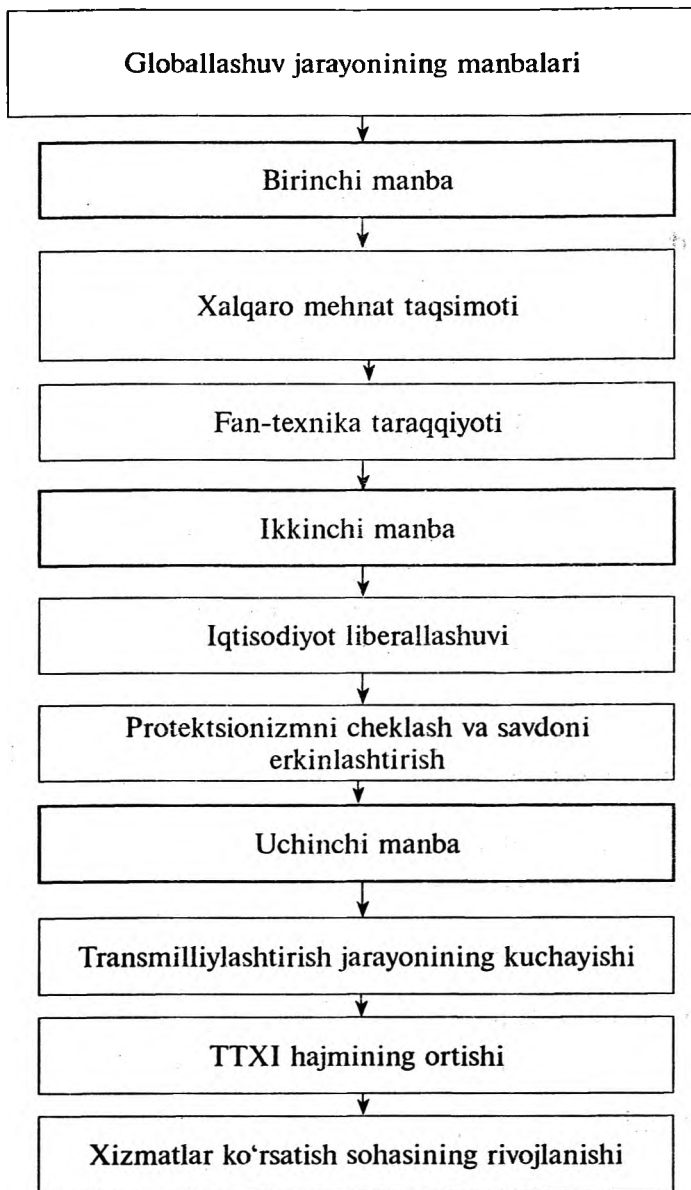 Globallashuv jarayonining manbalari
Birinchi manba
Xalqaro mehnat taqsimoti
Fan-texnika taraqqiyoti
Ikkinchi manba
Iqtisodiyot liberallashuvi
Protektsionizmni cheklash va savdoni
erkinlashtirish
Uchinchi manba
Transmilliylashtirish jarayonining kuchayishi
TTXI hajmining ortishi
Xizmatlar ko‘rsatish sohasining rivojlanishi